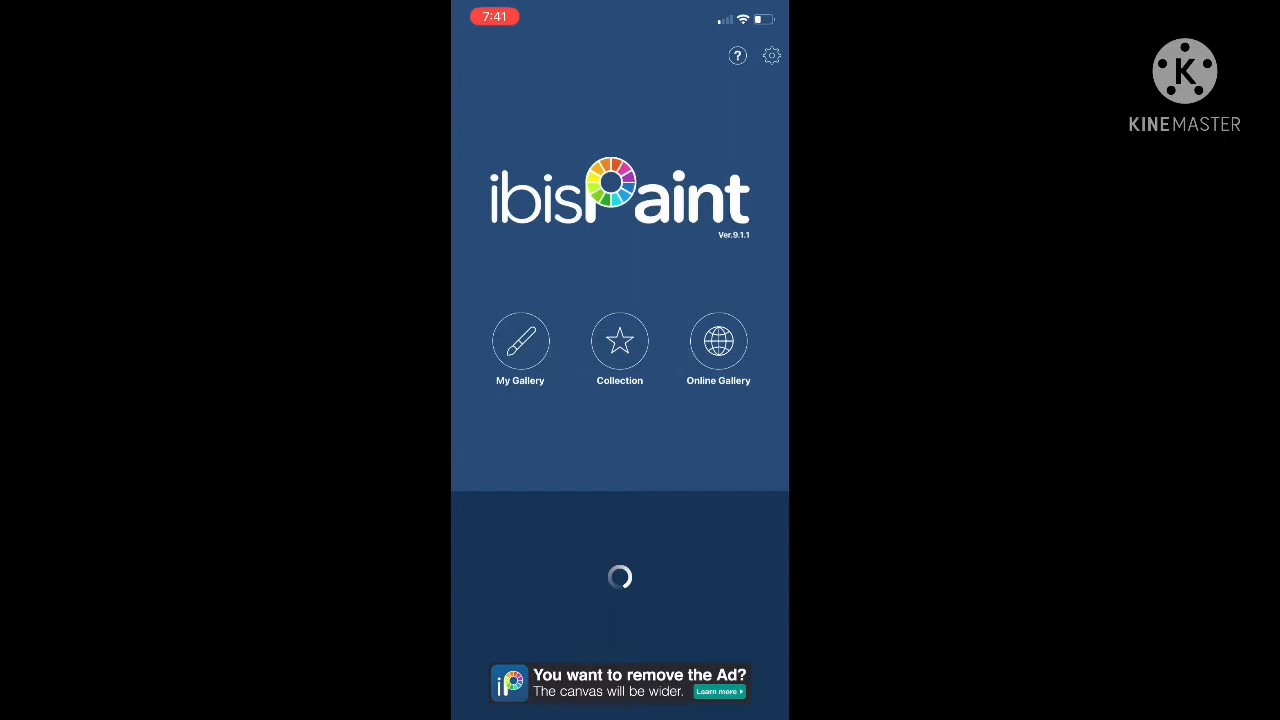 7:41
?
K
KINEMASTER
ibisPaint
Ver.9.1.1
My Gallery
Collection
Online Gallery
iP
You want to remove the Ad?
The canvas will be wider.
Learn more